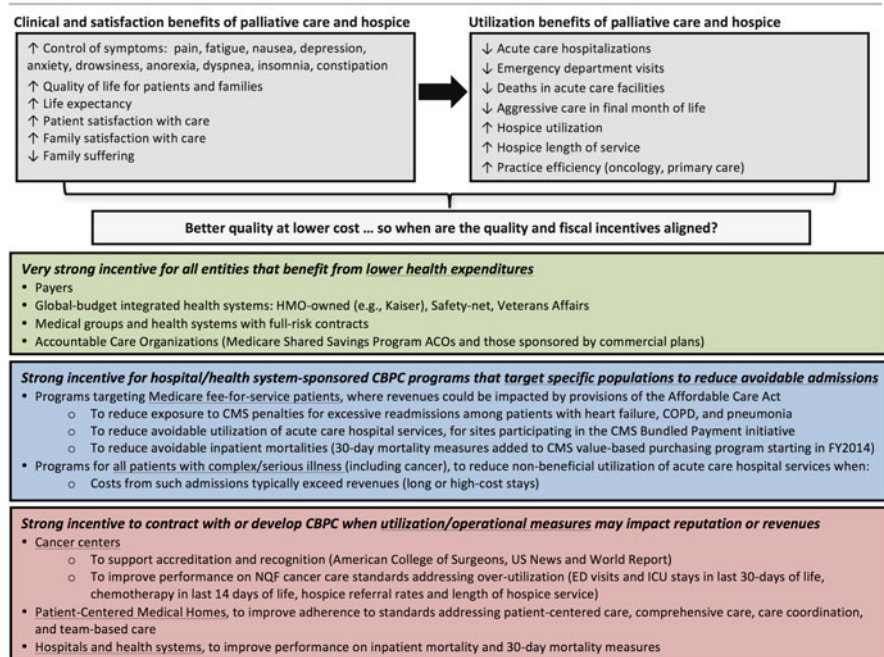 Clinical and satisfaction benefits of palliative care and hospice
↑ Control of symptoms: pain, fatigue, nausea, depression,
anxiety, drowsiness, anorexia, dyspnea, insomnia, constipation
↑ Quality of life for patients and families
↑ Life expectancy
↑ Patient satisfaction with care
↑ Family satisfaction with care
↓ Family suffering
Utilization benefits of palliative care and hospice
↓ Acute care hospitalizations
↓ Emergency department visits
↓ Deaths in acute care facilities
↓ Aggressive care in final month of life
↑ Hospice utilization
↑ Hospice length of service
↑ Practice efficiency (oncology, primary care)
Better quality at lower cost … so when are the quality and fiscal incentives aligned?
Very strong incentive for all entities that benefit from lower health expenditures
• Payers
• Global-budget integrated health systems: HMO-owned (e.g., Kaiser), Safety-net, Veterans Affairs
• Medical groups and health systems with full-risk contracts
• Accountable Care Organizations (Medicare Shared Savings Program ACOs and those sponsored by commercial plans)
Strong incentive for hospital/health system-sponsored CBPC programs that target specific populations to reduce avoidable admissions
• Programs targeting Medicare fee-for-service patients, where revenues could be impacted by provisions of the Affordable Care Act
o To reduce exposure to CMS penalties for excessive readmissions among patients with heart failure, COPD, and pneumonia
o To reduce avoidable utilization of acute care hospital services, for sites participating in the CMS Bundled Payment initiative
o To reduce avoidable inpatient mortalities (30-day mortality measures added to CMS value-based purchasing program starting in FY2014)
• Programs for all patients with complex/serious illness (including cancer), to reduce non-beneficial utilization of acute care hospital services when:
o Costs from such admissions typically exceed revenues (long or high-cost stays)
Strong incentive to contract with or develop CBPC when utilization/operational measures may impact reputation or revenues
• Cancer centers
o To support accreditation and recognition (American College of Surgeons, US News and World Report)
o To improve performance on NQF cancer care standards addressing over-utilization (ED visits and ICU stays in last 30-days of life,
chemotherapy in last 14 days of life, hospice referral rates and length of hospice service)
• Patient-Centered Medical Homes, to improve adherence to standards addressing patient-centered care, comprehensive care, care coordination,
and team-based care
• Hospitals and health systems, to improve performance on inpatient mortality and 30-day mortality measures